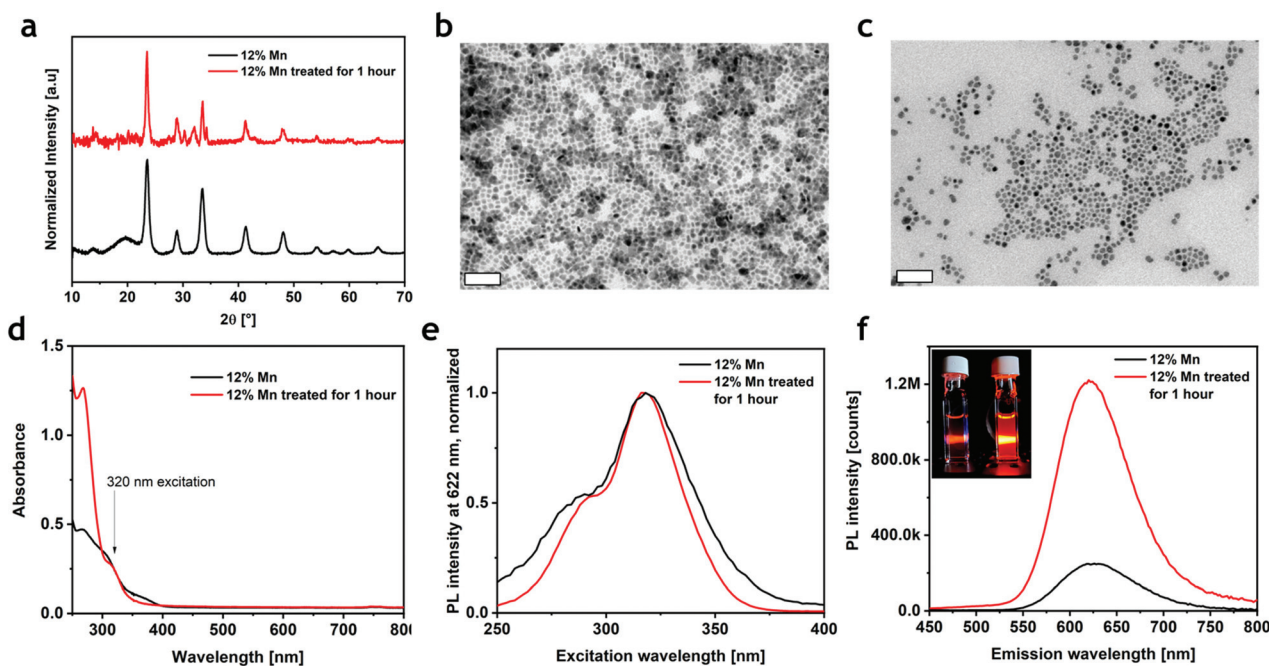 a
12% Mn
12% Mn treated for 1 hour
Normalized Intensity [a.u]
10 20 30 40 50 60 70
2θ [°]
b
c
d
12% Mn
12% Mn treated for 1 hour
320 nm excitation
Absorbance
1.5
1.0
0.5
0.0
300 400 500 600 700 800
Wavelength [nm]
e
12% Mn
12% Mn treated
for 1 hour
PL intensity at 622 nm, normalized
1.0
0.5
0.0
250 300 350 400
Excitation wavelength [nm]
f
12% Mn
12% Mn treated
for 1 hour
PL intensity [counts]
1.2M
800.0k
400.0k
0.0
450 500 550 600 650 700 750 800
Emission wavelength [nm]